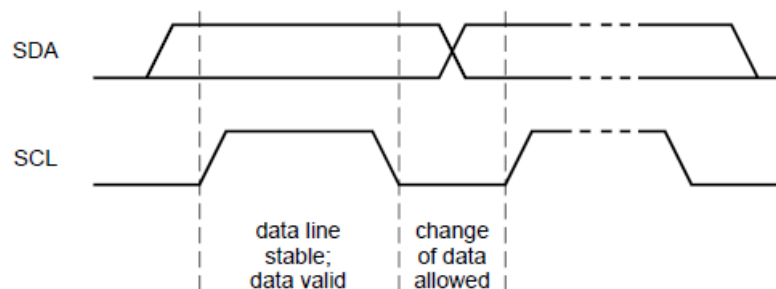 SDA
SCL
data line
stable;
data valid
change
of data
allowed